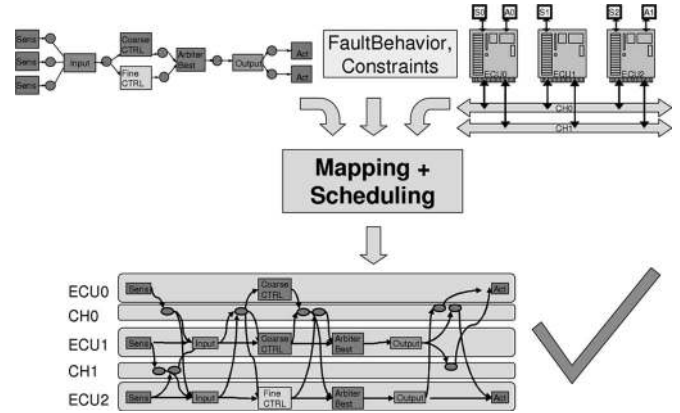 Sens
Sens
Sens
Input
Coarse
CTRL
Fine
CTRL
Arbiter
Best
Output
Act
Act
FaultBehavior,
Constraints
S0
A0
S1
S2
A1
ECU0
ECU1
ECU2
CH0
CH1
Mapping +
Scheduling
ECU0
Sens
Coarse
CTRL
Act
CH0
ECU1
Sens
Input
Coarse
CTRL
Arbiter
Best
Output
CH1
ECU2
Sens
Input
Fine
CTRL
Arbiter
Best
Output
Act